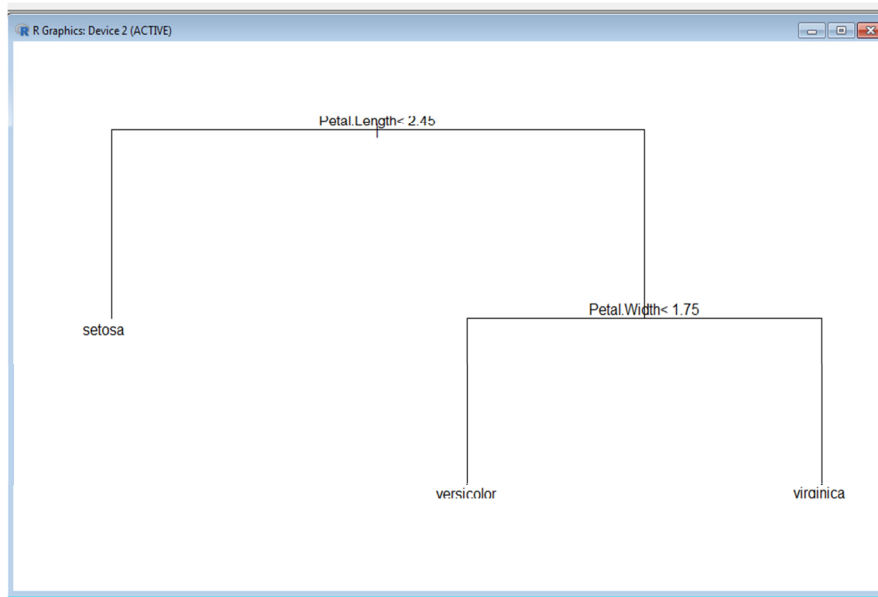 R Graphics: Device 2 (ACTIVE)
Petal.Length< 2.45
Petal.Width< 1.75
setosa
versicolor
virginica